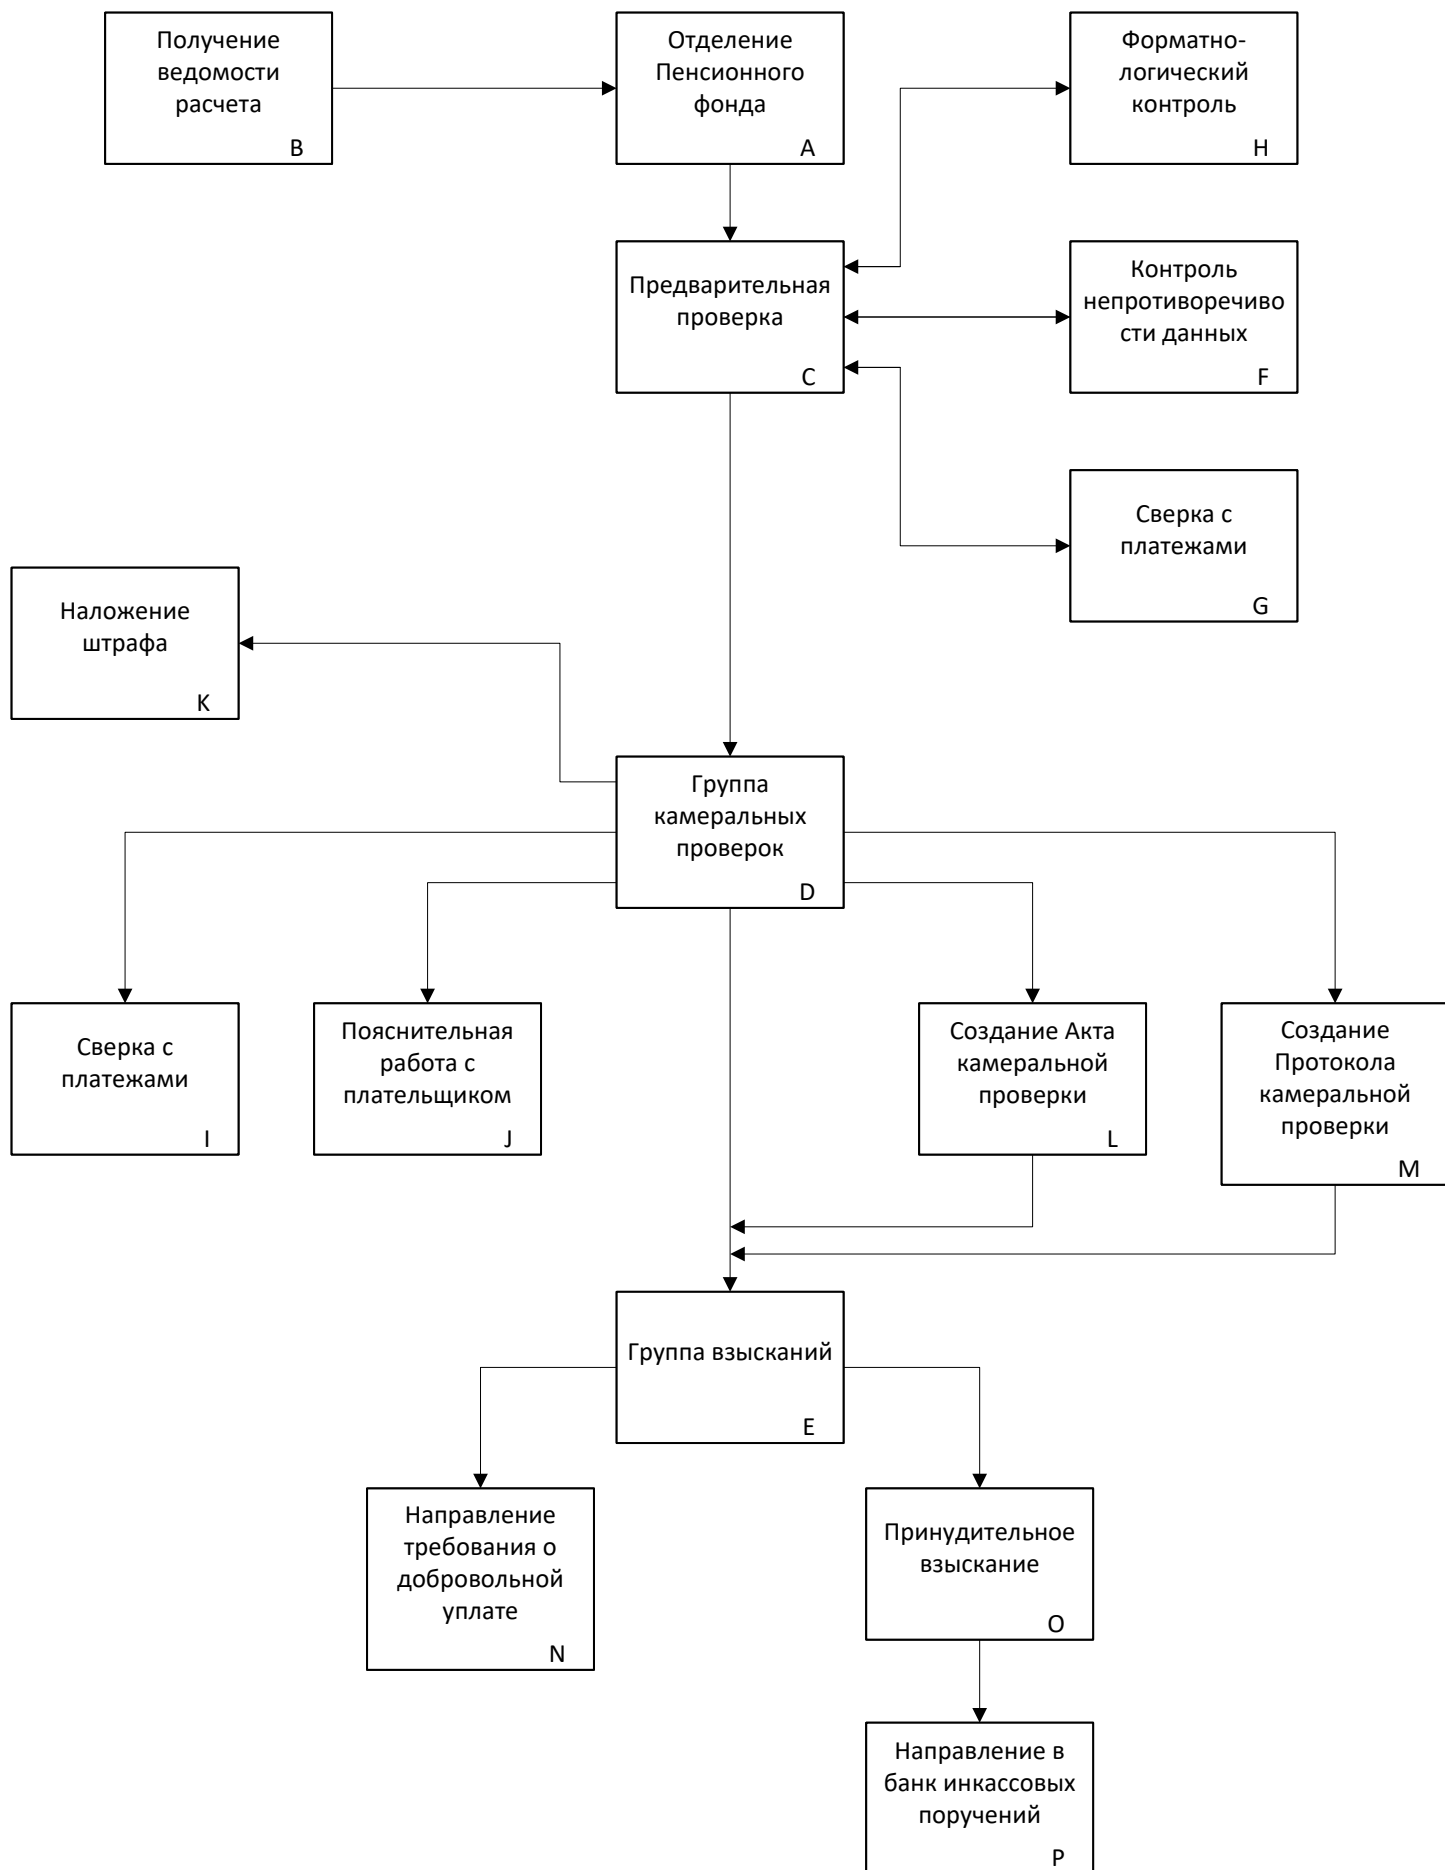 Получение
ведомости
расчета
B
Отделение
Пенсионного
фонда
A
Форматно-
логический
контроль
H
Предварительная
проверка
C
Контроль
непротиворечиво
сти данных
F
Сверка с
платежами
G
Наложение
штрафа
K
Группа
камеральных
проверок
D
Сверка с
платежами
I
Пояснительная
работа с
плательщиком
J
Создание Акта
камеральной
проверки
L
Создание
Протокола
камеральной
проверки
M
Группа взысканий
E
Направление
требования о
добровольной
уплате
N
Принудительное
взыскание
O
Направление в
банк инкассовых
поручений
P